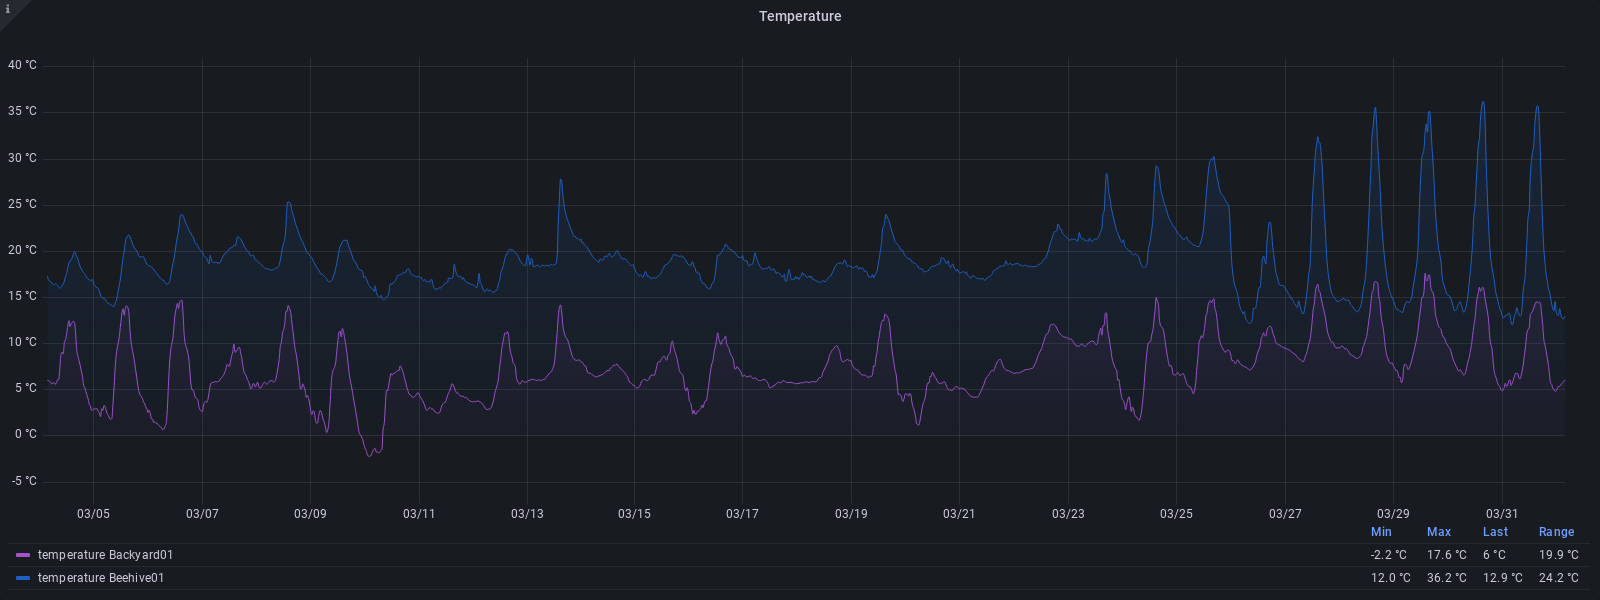 i
Temperature
40 °C
35 °C
30 °C
25 °C
20 °C
15 °C
10 °C
5 °C
0 °C
-5 °C
03/05 03/07 03/09 03/11 03/13 03/15 03/17 03/19 03/21 03/23 03/25 03/27 03/29 03/31
Min Max Last Range
temperature Backyard01 -2.2 °C 17.6 °C 6 °C 19.9 °C
temperature Beehive01 12.0 °C 36.2 °C 12.9 °C 24.2 °C